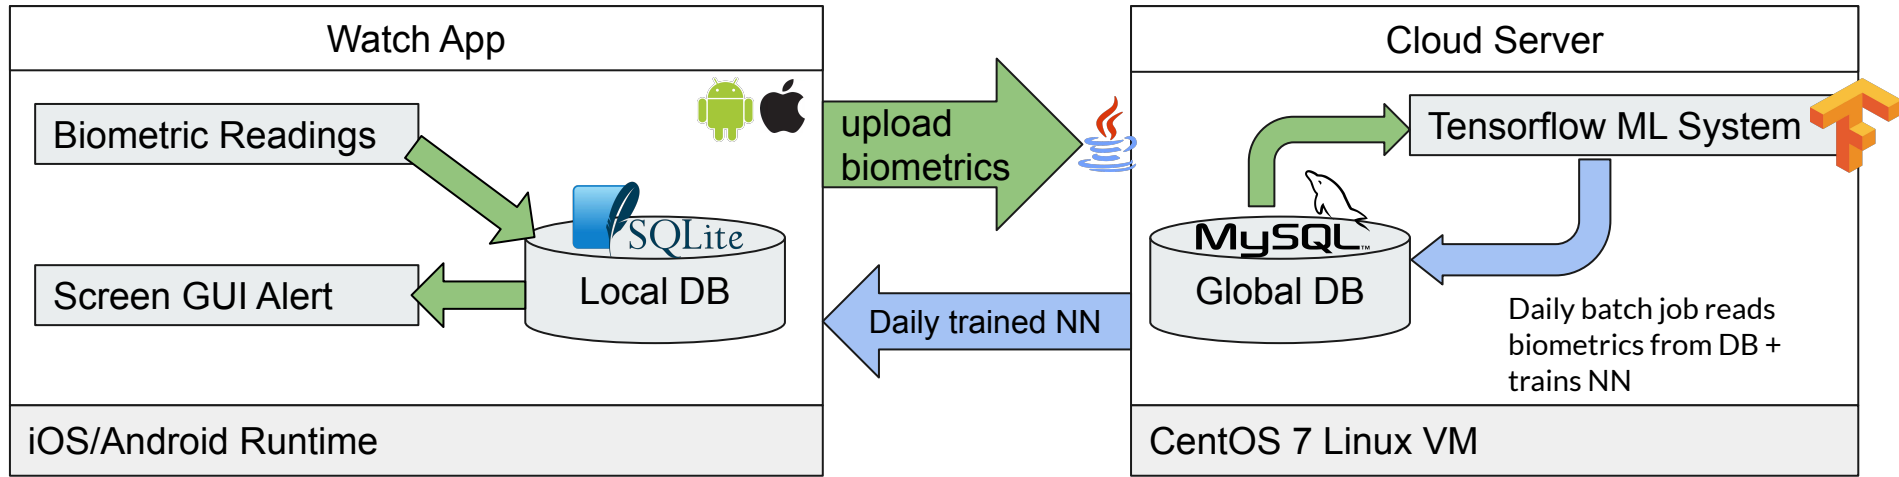 Watch App
Biometric Readings
SQLite
Local DB
Screen GUI Alert
iOS/Android Runtime
upload
biometrics
Daily trained NN
Cloud Server
Tensorflow ML System
MySQL™
Global DB
Daily batch job reads
biometrics from DB +
trains NN
CentOS 7 Linux VM